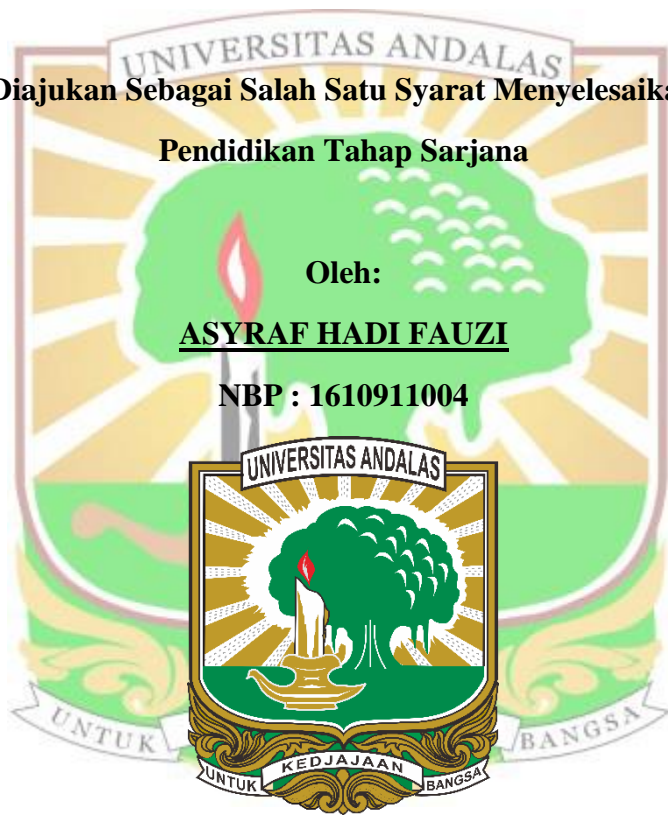 UNIVERSITAS ANDALAS
Diajukan Sebagai Salah Satu Syarat Menyelesaika
Pendidikan Tahap Sarjana
Oleh:
ASYRAF HADI FAUZI
NBP : 1610911004
UNIVERSITAS ANDALAS
UNTUK KEDJAJAAN BANGSA
UNTUK BANGSA